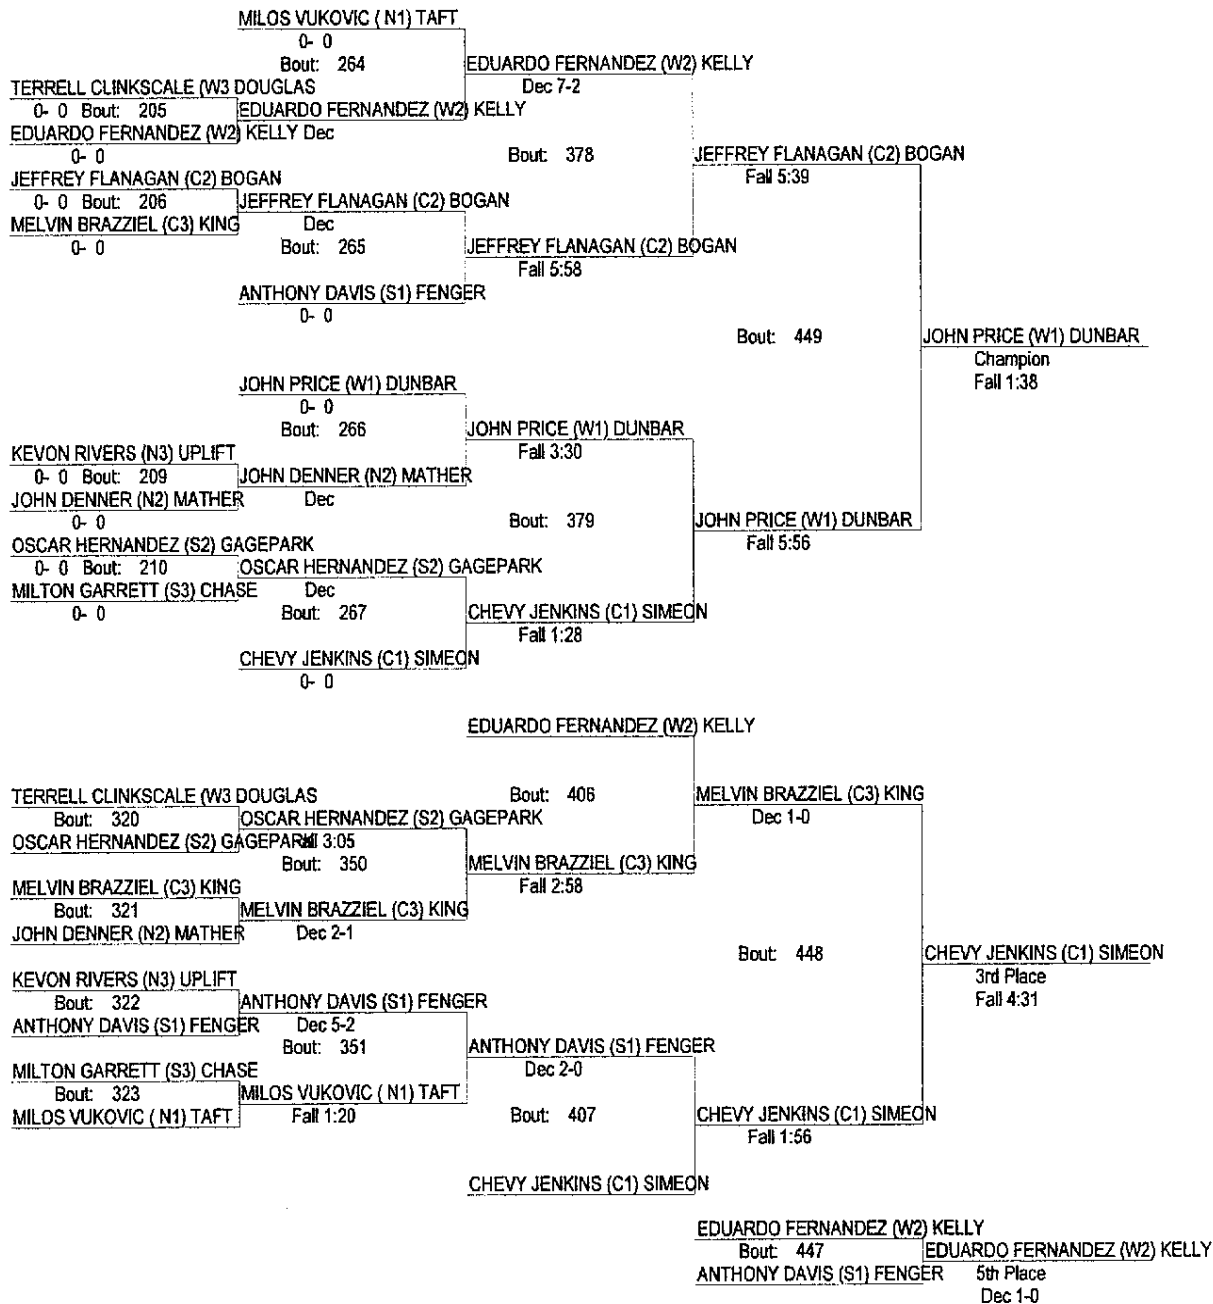 MILOS VUKOVIC ( N1) TAFT
0- 0
Bout: 264
EDUARDO FERNANDEZ (W2) KELLY
Dec 7-2
TERRELL CLINKSCALE (W3 DOUGLAS
0- 0 Bout: 205
EDUARDO FERNANDEZ (W2) KELLY
EDUARDO FERNANDEZ (W2) KELLY Dec
0- 0
Bout: 378
JEFFREY FLANAGAN (C2) BOGAN
Fall 5:39
JEFFREY FLANAGAN (C2) BOGAN
0- 0 Bout: 206
JEFFREY FLANAGAN (C2) BOGAN
MELVIN BRAZZIEL (C3) KING
Dec
0- 0
Bout: 265
JEFFREY FLANAGAN (C2) BOGAN
Fall 5:58
ANTHONY DAVIS (S1) FENGER
0- 0
Bout: 449
JOHN PRICE (W1) DUNBAR
Champion
Fall 1:38
JOHN PRICE (W1) DUNBAR
0- 0
Bout: 266
JOHN PRICE (W1) DUNBAR
Fall 3:30
KEVON RIVERS (N3) UPLIFT
0- 0 Bout: 209
JOHN DENNER (N2) MATHER
JOHN DENNER (N2) MATHER
Dec
0- 0
Bout: 379
JOHN PRICE (W1) DUNBAR
Fall 5:56
OSCAR HERNANDEZ (S2) GAGEPARK
0- 0 Bout: 210
OSCAR HERNANDEZ (S2) GAGEPARK
MILTON GARRETT (S3) CHASE
Dec
0- 0
Bout: 267
CHEVY JENKINS (C1) SIMEON
Fall 1:28
CHEVY JENKINS (C1) SIMEON
0- 0
EDUARDO FERNANDEZ (W2) KELLY
Bout: 406
MELVIN BRAZZIEL (C3) KING
Dec 1-0
TERRELL CLINKSCALE (W3 DOUGLAS
Bout: 320
OSCAR HERNANDEZ (S2) GAGEPARK
OSCAR HERNANDEZ (S2) GAGEPARK 3:05
Bout: 350
MELVIN BRAZZIEL (C3) KING
Fall 2:58
MELVIN BRAZZIEL (C3) KING
Bout: 321
MELVIN BRAZZIEL (C3) KING
JOHN DENNER (N2) MATHER
Dec 2-1
Bout: 448
CHEVY JENKINS (C1) SIMEON
3rd Place
Fall 4:31
KEVON RIVERS (N3) UPLIFT
Bout: 322
ANTHONY DAVIS (S1) FENGER
ANTHONY DAVIS (S1) FENGER
Dec 5-2
Bout: 351
ANTHONY DAVIS (S1) FENGER
Dec 2-0
MILTON GARRETT (S3) CHASE
Bout: 323
MILOS VUKOVIC ( N1) TAFT
MILOS VUKOVIC ( N1) TAFT
Fall 1:20
Bout: 407
CHEVY JENKINS (C1) SIMEON
Fall 1:56
CHEVY JENKINS (C1) SIMEON
EDUARDO FERNANDEZ (W2) KELLY
Bout: 447
EDUARDO FERNANDEZ (W2) KELLY
ANTHONY DAVIS (S1) FENGER
5th Place
Dec 1-0